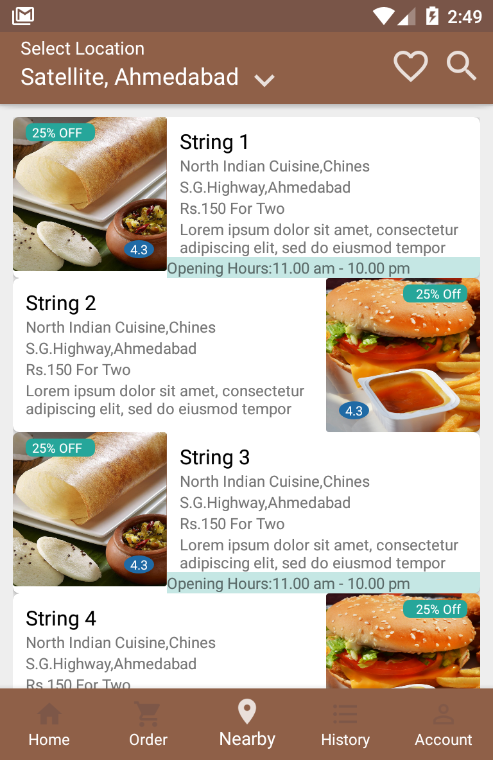 2:49
Select Location
Satellite, Ahmedabad
25% OFF
String 1
North Indian Cuisine,Chines
S.G.Highway,Ahmedabad
Rs.150 For Two
Lorem ipsum dolor sit amet, consectetur
adipiscing elit, sed do eiusmod tempor
4.3
Opening Hours:11.00 am - 10.00 pm
String 2
25% Off
North Indian Cuisine,Chines
S.G.Highway,Ahmedabad
Rs.150 For Two
Lorem ipsum dolor sit amet, consectetur
adipiscing elit, sed do eiusmod tempor
4.3
25% OFF
String 3
North Indian Cuisine,Chines
S.G.Highway,Ahmedabad
Rs.150 For Two
Lorem ipsum dolor sit amet, consectetur
adipiscing elit, sed do eiusmod tempor
4.3
Opening Hours:11.00 am - 10.00 pm
String 4
25% Off
North Indian Cuisine,Chines
S.G.Highway,Ahmedabad
Rs.150 For Two
Home
Order
Nearby
History
Account